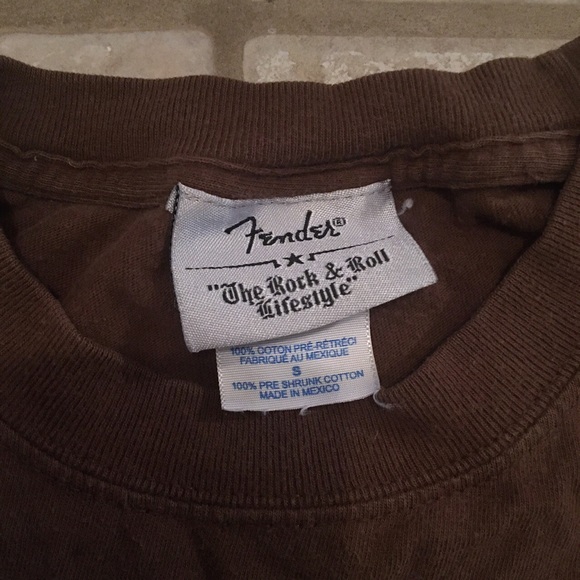 Fender®
"The Rock & Roll
Lifestyle"
100% COTON PRÉ-RÉTRÉCI
FABRIQUÉ AU MEXIQUE
S
100% PRE SHRUNK COTTON
MADE IN MEXICO